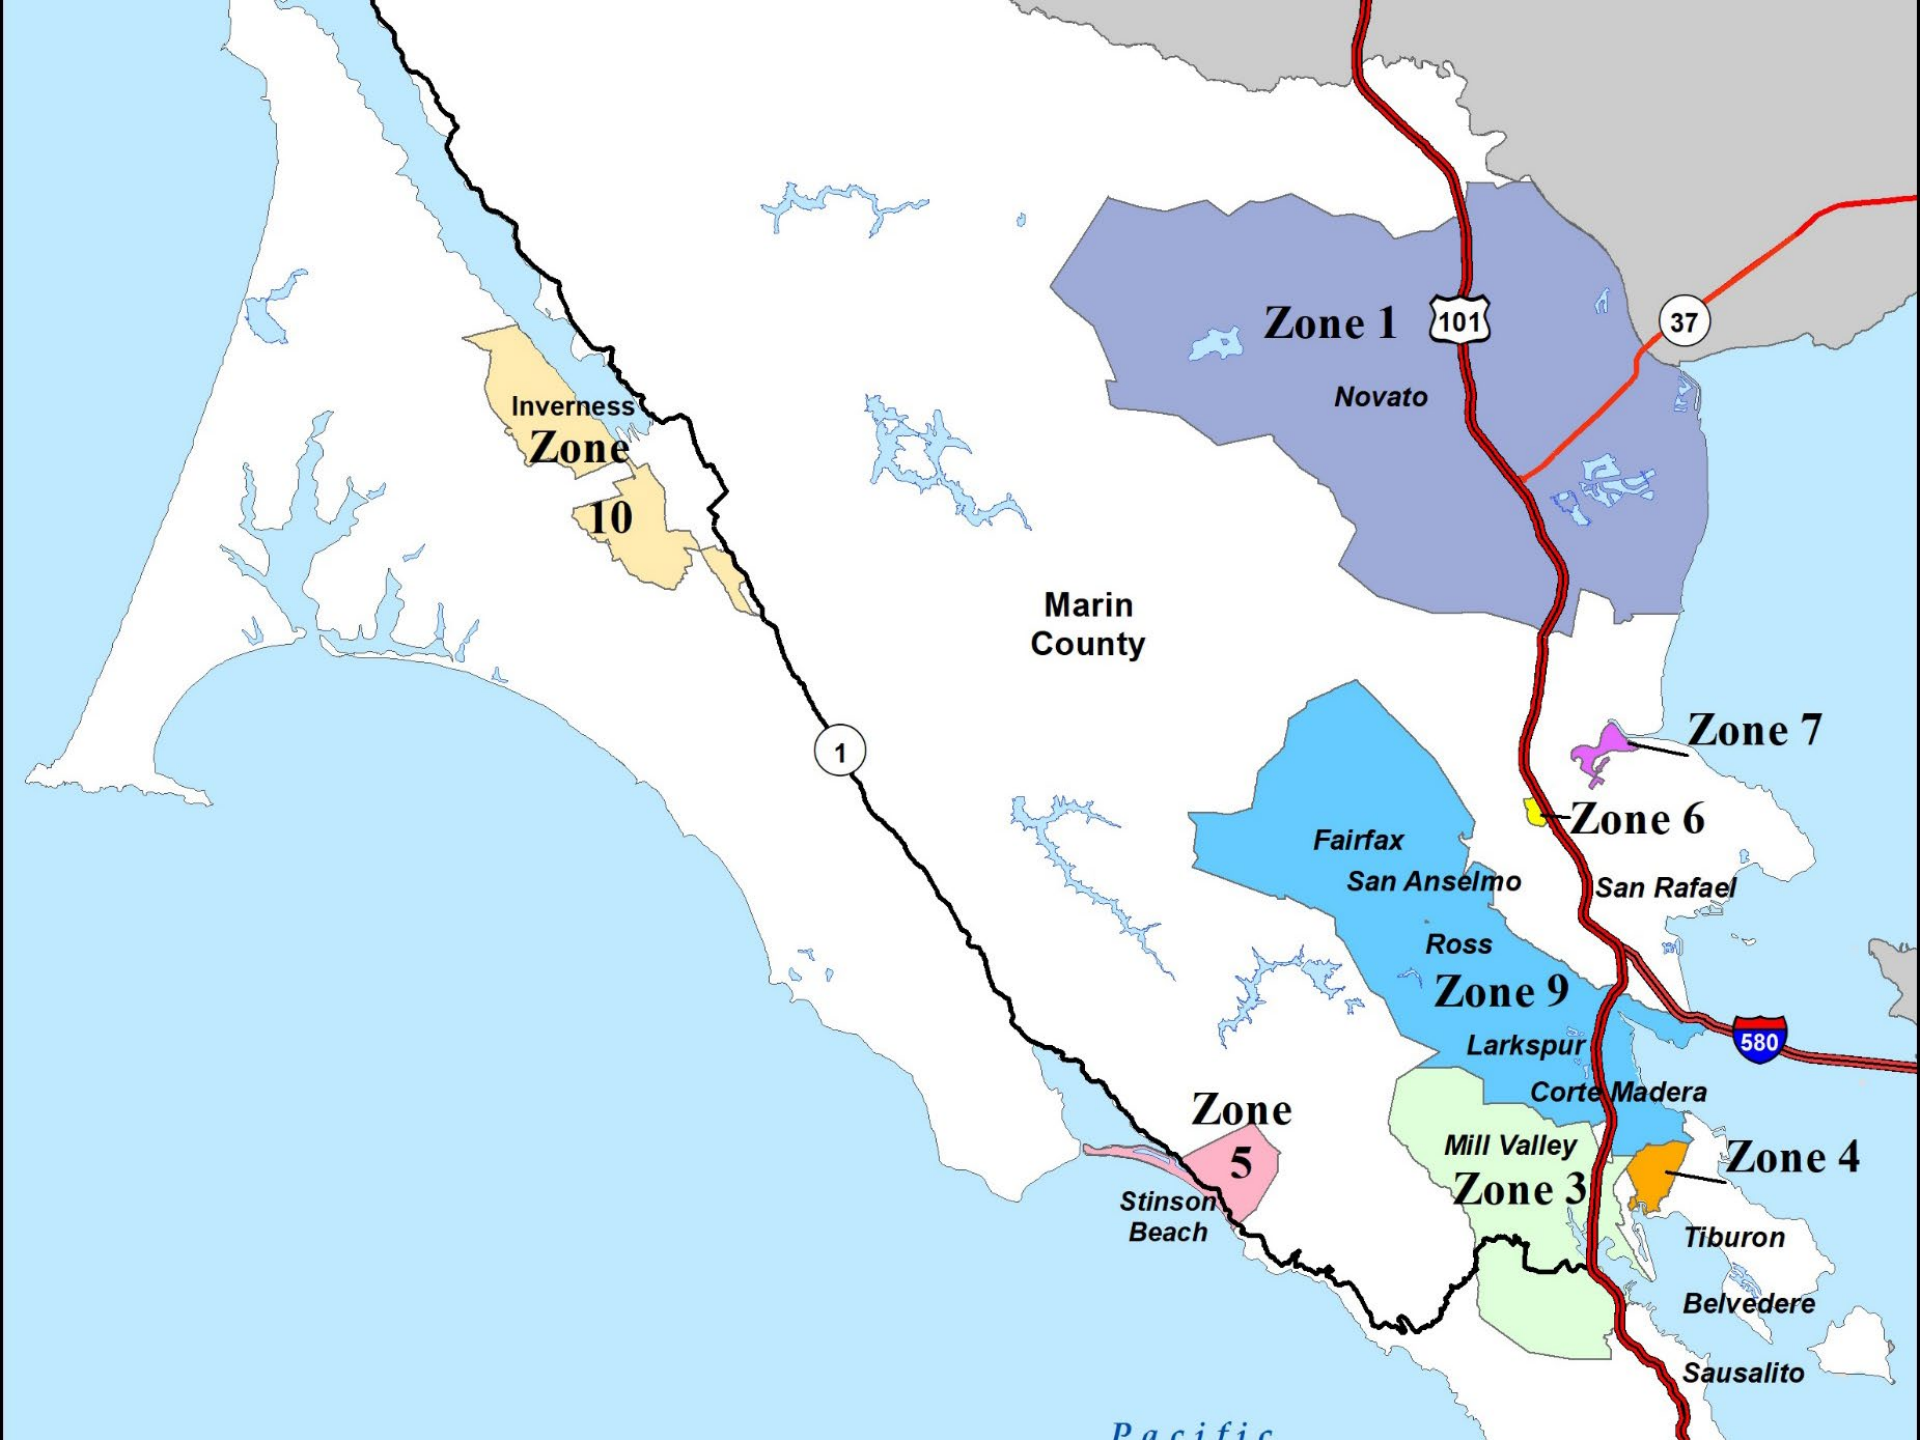 Zone 1
101
37
Novato
Inverness
Zone
10
Marin
County
1
Zone 7
Zone 6
Fairfax
San Anselmo
San Rafael
Ross
Zone 9
Larkspur
580
Corte Madera
Zone
5
Mill Valley
Zone 3
Zone 4
Stinson
Beach
Tiburon
Belvedere
Sausalito
Pacific